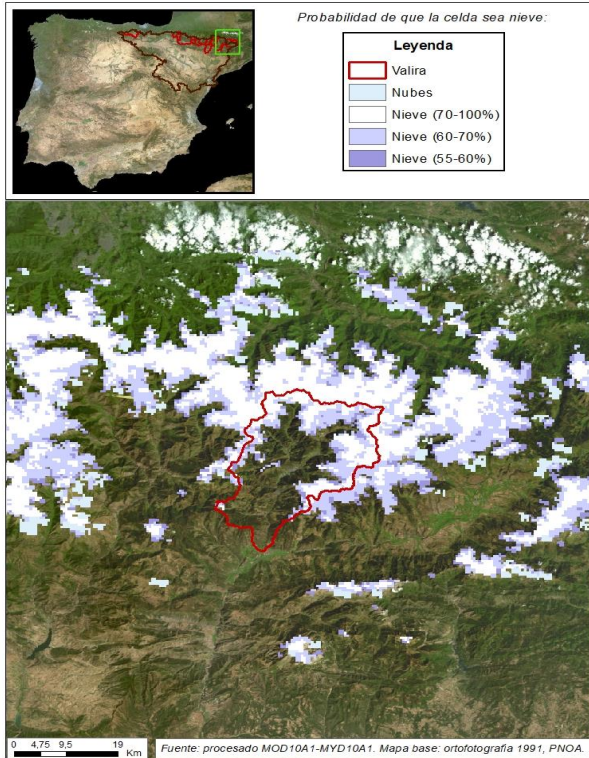 Probabilidad de que la celda sea nieve:
Leyenda
Valira
Nubes
Nieve (70-100%)
Nieve (60-70%)
Nieve (55-60%)
0 4,75 9,5 19
Km
Fuente: procesado MOD10A1-MYD10A1. Mapa base: ortofotografia 1991, PNOA.